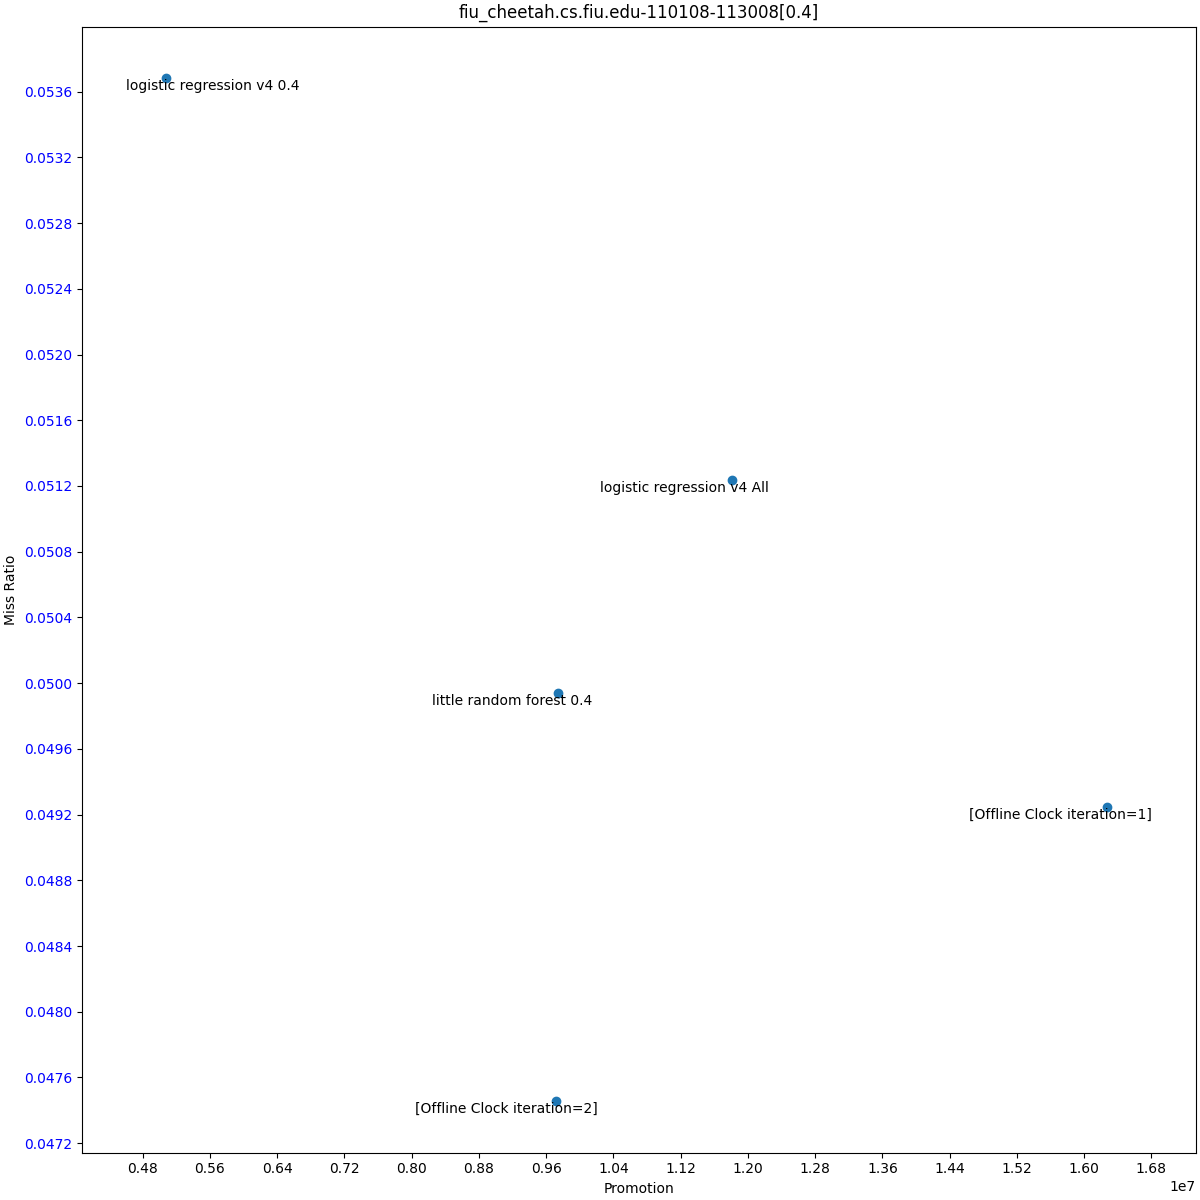 fiu_cheetah.cs.fiu.edu-110108-113008[0.4]
0.0536
logistic regression v4 0.4
0.0532
0.0528
0.0524
0.0520
0.0516
0.0512
logistic regression v4 All
0.0508
Miss Ratio
0.0504
0.0500
little random forest 0.4
0.0496
0.0492
[Offline Clock iteration=1]
0.0488
0.0484
0.0480
0.0476
[Offline Clock iteration=2]
0.0472
0.48 0.56 0.64 0.72 0.80 0.88 0.96 1.04 1.12 1.20 1.28 1.36 1.44 1.52 1.60 1.68
Promotion
1e7